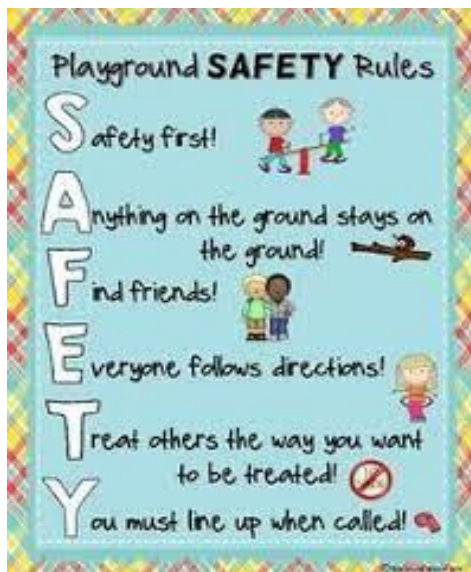 Playground SAFETY Rules
Safety first!
Anything on the ground stays on
the ground!
Find friends!
Everyone follows directions!
Treat others the way you want
to be treated!
You must line up when called!